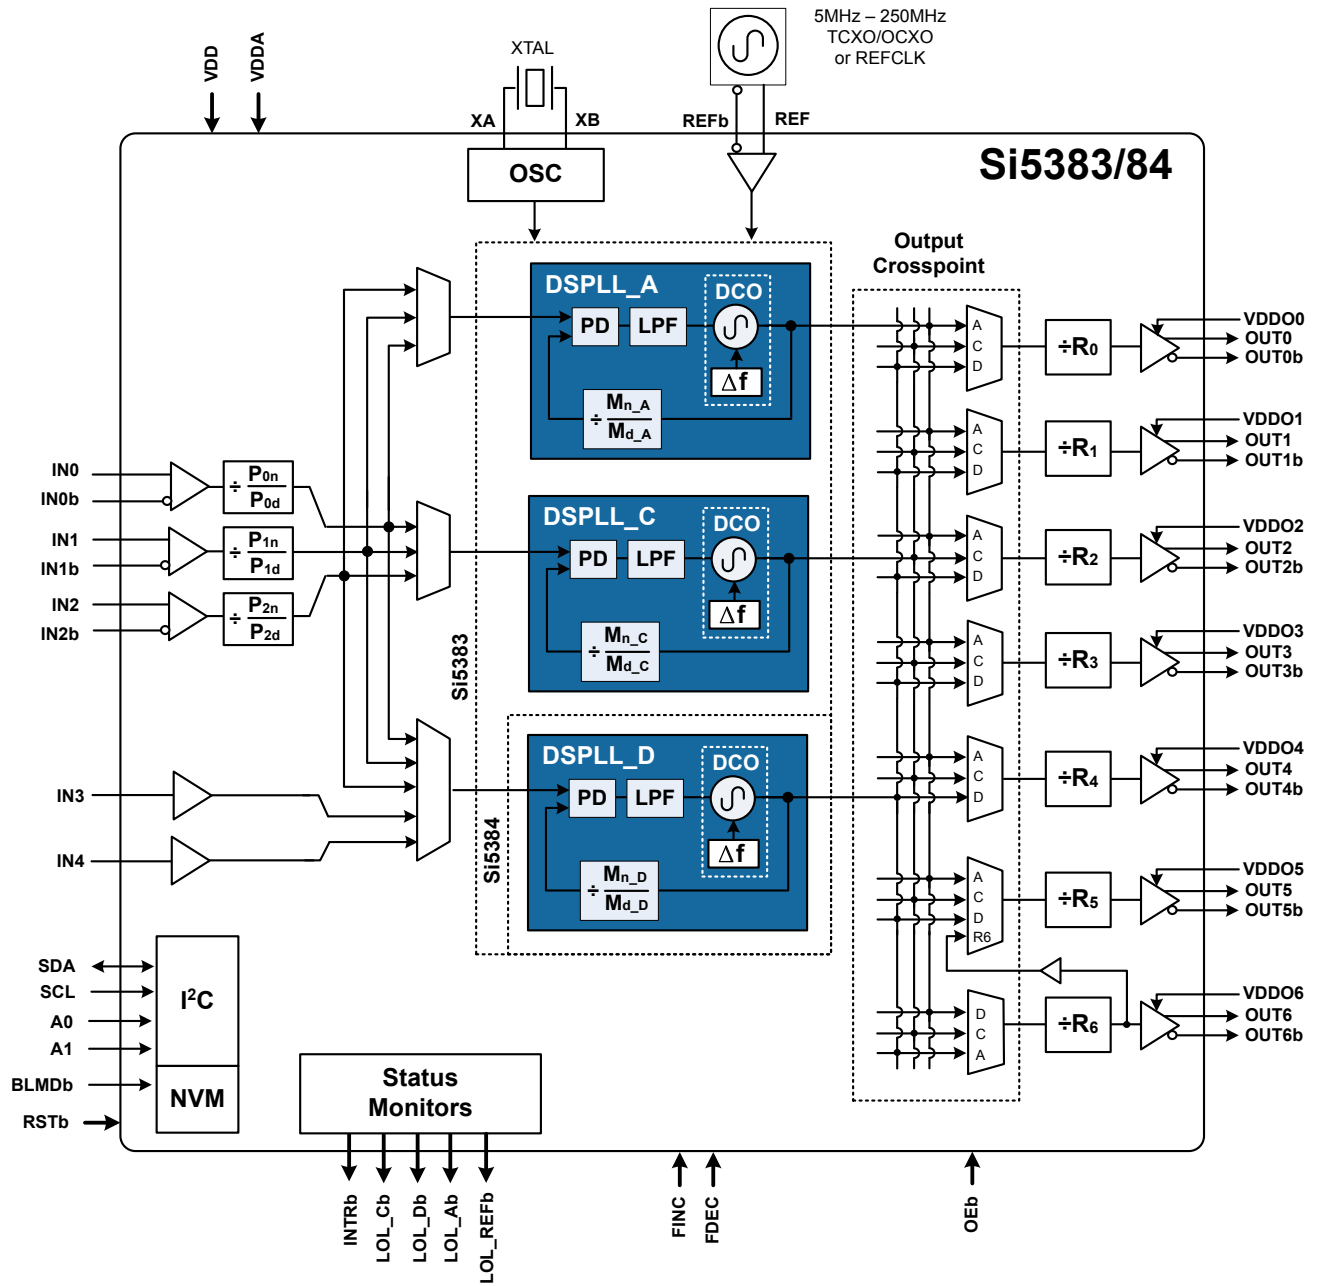 5MHz – 250MHz
TCXO/OCXO
or REFCLK
VDD
VDDA
XTAL
XA
XB
REFb
REF
OSC
Si5383/84
Output
Crosspoint
DSPLL_A
DCO
PD
LPF
Δf
÷ Mn_A
Md_A
A
C
D
÷R0
VDDO0
OUT0
OUT0b
A
C
D
÷R1
VDDO1
OUT1
OUT1b
IN0
IN0b
÷ P0n
P0d
IN1
IN1b
÷ P1n
P1d
IN2
IN2b
÷ P2n
P2d
DSPLL_C
DCO
PD
LPF
Δf
÷ Mn_C
Md_C
Si5383
A
C
D
÷R2
VDDO2
OUT2
OUT2b
A
C
D
÷R3
VDDO3
OUT3
OUT3b
IN3
IN4
DSPLL_D
DCO
PD
LPF
Δf
÷ Mn_D
Md_D
Si5384
A
C
D
÷R4
VDDO4
OUT4
OUT4b
A
C
D
R6
÷R5
VDDO5
OUT5
OUT5b
D
C
A
÷R6
VDDO6
OUT6
OUT6b
SDA
SCL
A0
A1
BLMDb
RSTb
I2C
NVM
Status
Monitors
INTRb
LOL_Cb
LOL_Db
LOL_Ab
LOL_REFb
FINC
FDEC
OEb